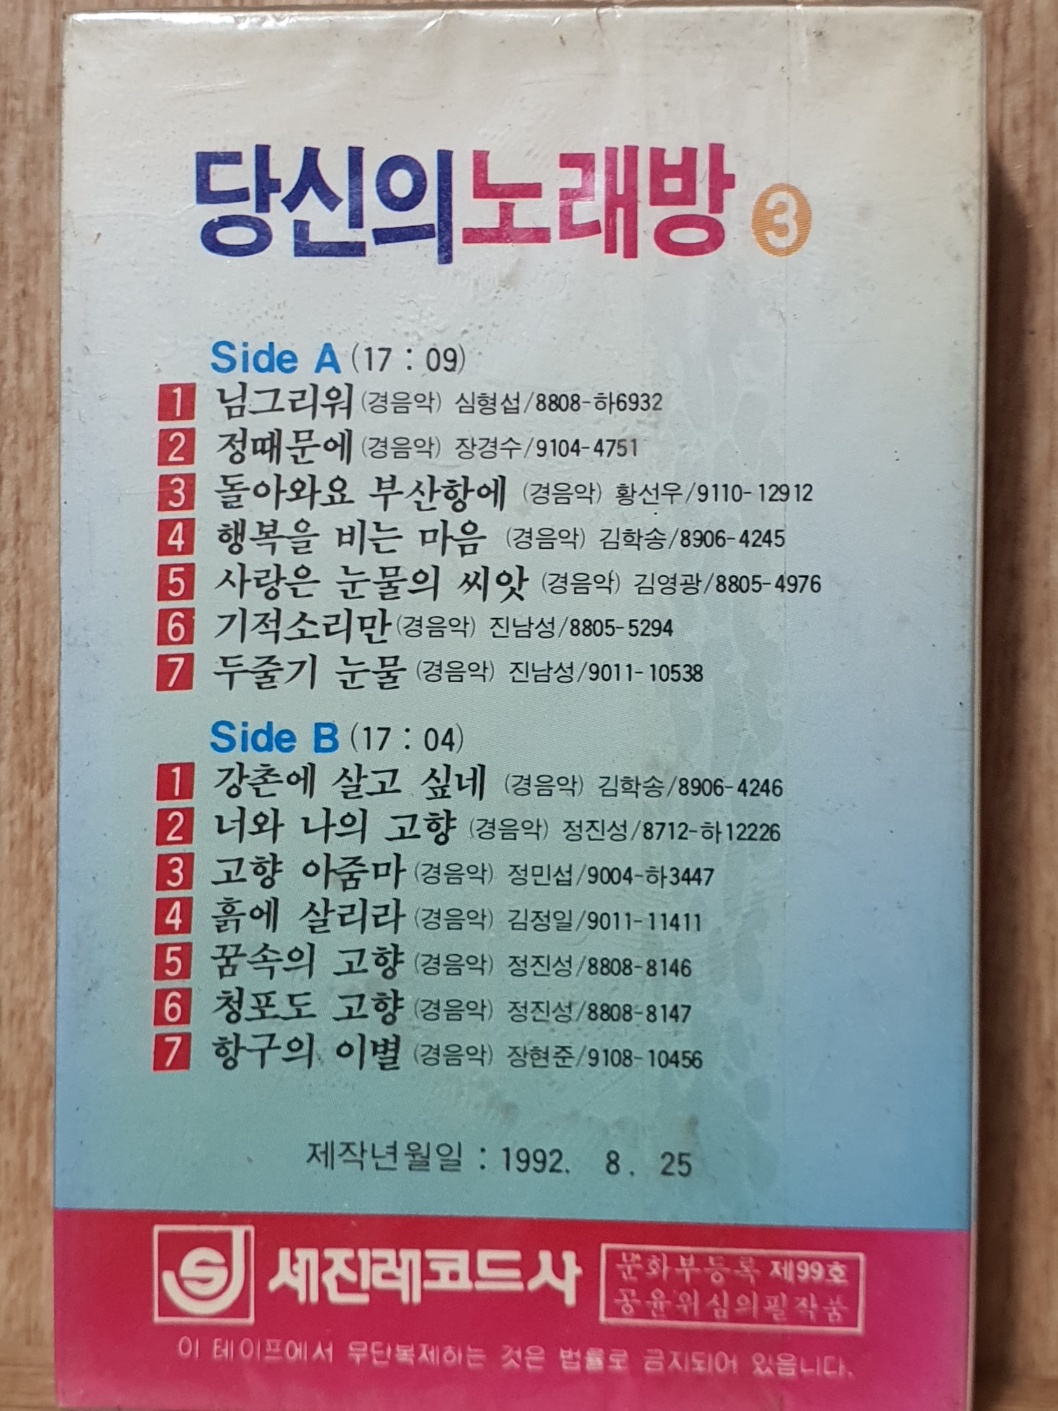 당신의노래방 3
Side A (17 : 09)
1 님그리워(경음악) 심형섭/8808-하6932
2 정때문에(경음악) 장경수/9104-4751
3 돌아와요 부산항에 (경음악) 황선우/9110-12912
4 행복을 비는 마음 (경음악) 김학송/8906-4245
5 사랑은 눈물의 씨앗 (경음악) 김영광/8805-4976
6 기적소리만(경음악) 진남성/8805-5294
7 두줄기 눈물 (경음악) 진남성/9011-10538
Side B (17 : 04)
1 강촌에 살고 싶네 (경음악) 김학송/8906-4246
2 너와 나의 고향 (경음악) 정진성/8712-하12226
3 고향 아줌마 (경음악) 정민섭/9004-하3447
4 흙에 살리라 (경음악) 김정일/9011-11411
5 꿈속의 고향 (경음악) 정진성/8808-8146
6 청포도 고향 (경음악) 정진성/8808-8147
7 항구의 이별 (경음악) 장현준/9108-10456
제작년월일 : 1992. 8. 25
세진레코드사
문화부등록 제99호
공윤위심의필작품
이 테이프에서 무단복제하는 것은 법률로 금지되어 있읍니다.